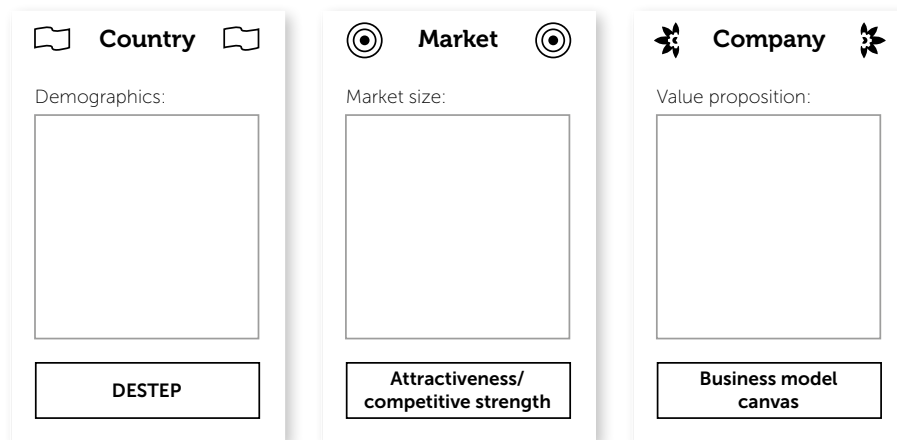 Country
Demographics:
DESTEP
Market
Market size:
Attractiveness/
competitive strength
Company
Value proposition:
Business model
canvas